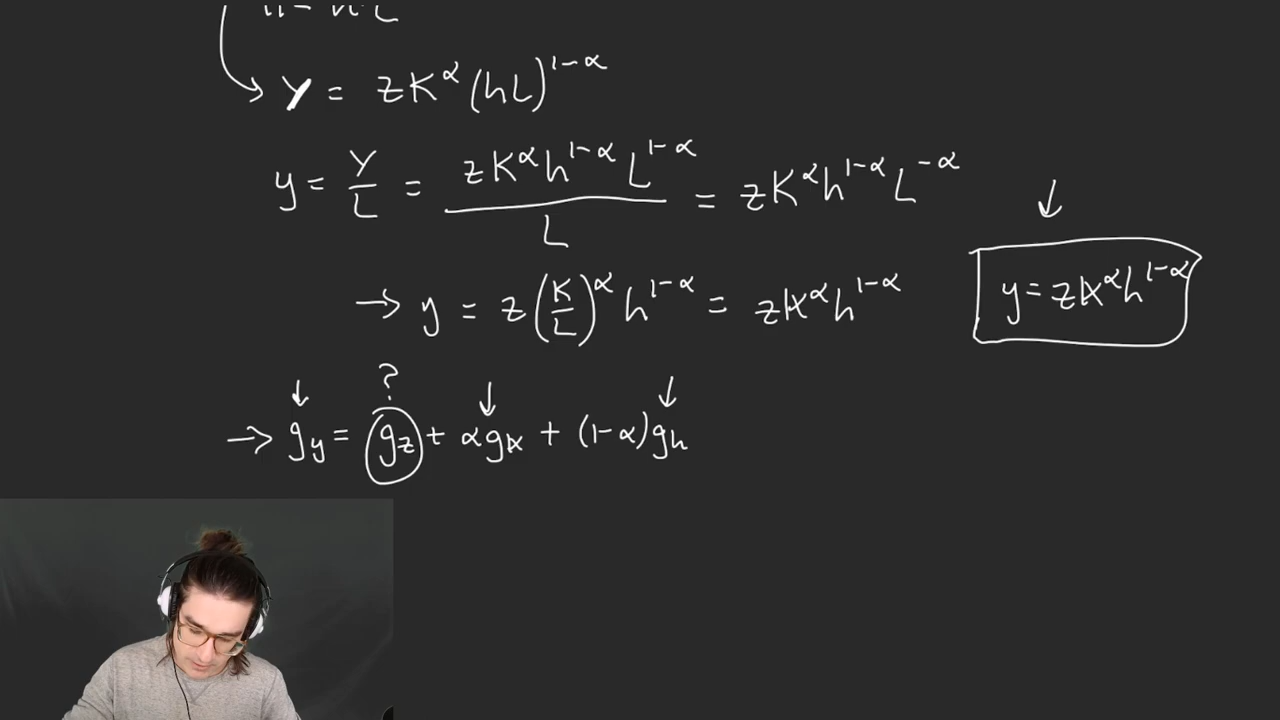 Y = zK^α (hL)^{1-α}
y = Y/L = zK^α h^{1-α} L^{1-α} / L = zK^α h^{1-α} L^{-α}
↓
→ y = z(K/L)^α h^{1-α} = zk^α h^{1-α}
y = zk^α h^{1-α}
?
↓ ↓ ↓
→ g_y = g_z + αg_k + (1-α)g_h